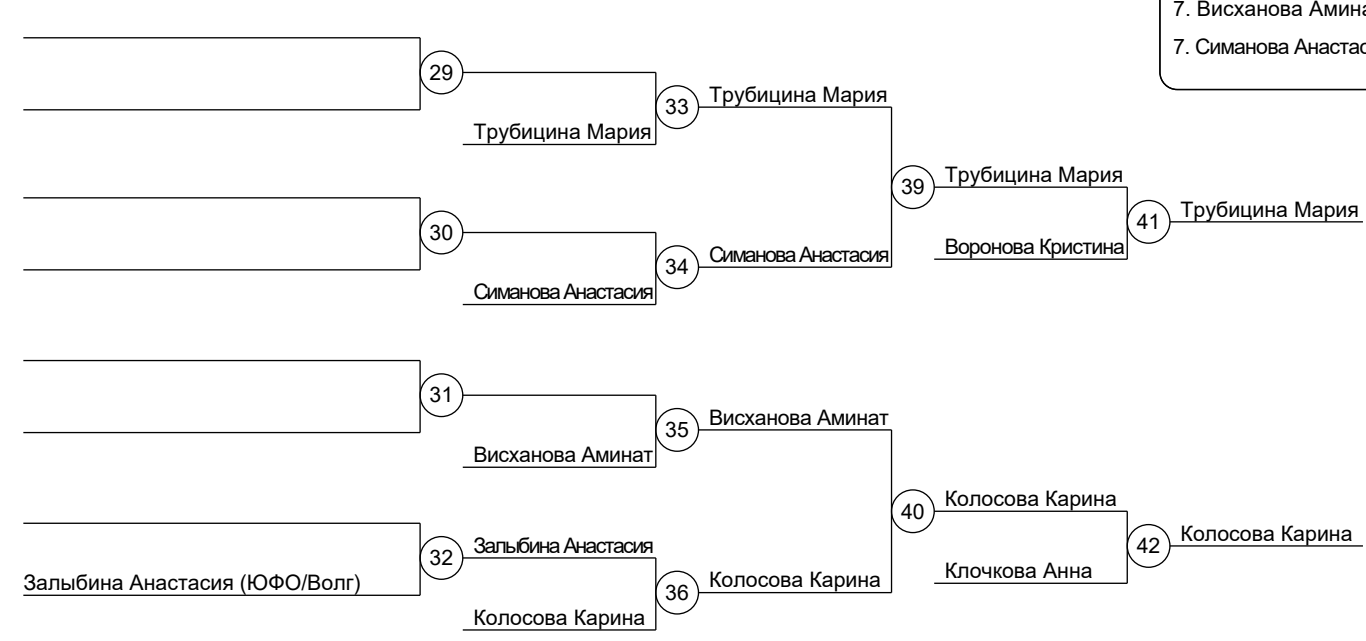 7. Висханова Амина
7. Симанова Анастас
29
33
Трубицина Мария
Трубицина Мария
39
Трубицина Мария
41
Трубицина Мария
30
34
Симанова Анастасия
Воронова Кристина
Симанова Анастасия
31
35
Висханова Аминат
Висханова Аминат
40
Колосова Карина
42
Колосова Карина
32
Залыбина Анастасия
Залыбина Анастасия (ЮФО/Волг)
36
Колосова Карина
Клочкова Анна
Колосова Карина